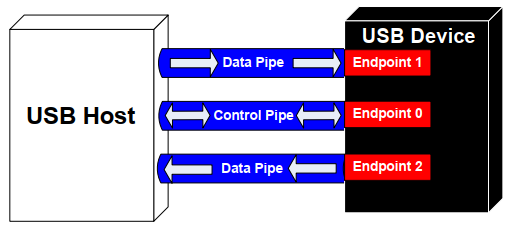 USB Device
Data Pipe
Endpoint 1
USB Host
Control Pipe
Endpoint 0
Data Pipe
Endpoint 2